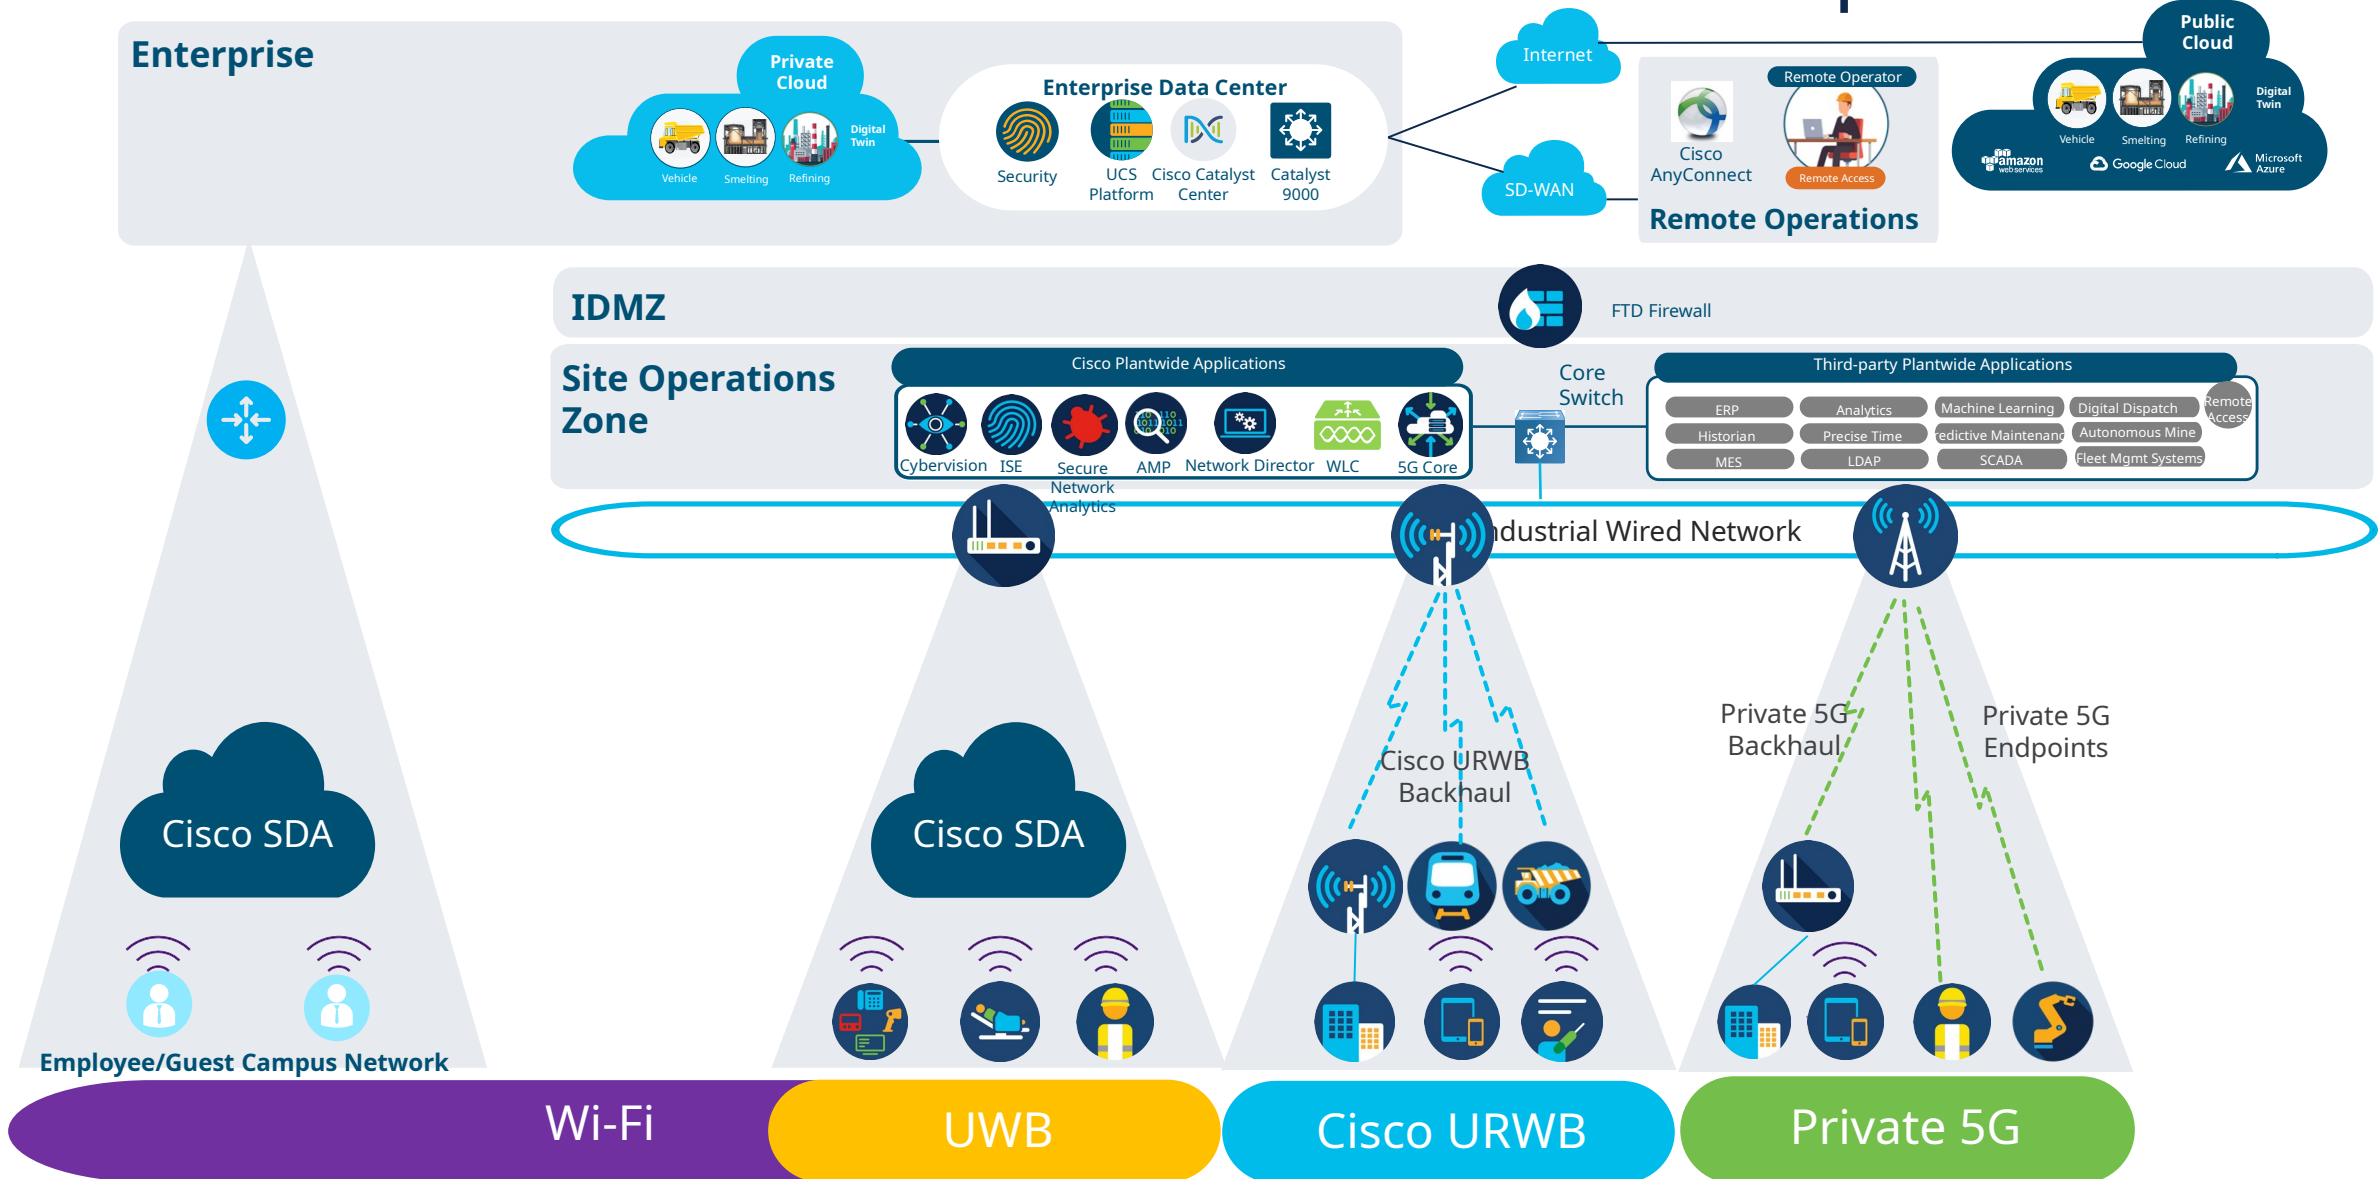 Enterprise
Private
Cloud
Digital
Twin
Vehicle
Smelting
Refining
Enterprise Data Center
Security
UCS
Platform
Cisco Catalyst
Center
Catalyst
9000
Internet
SD-WAN
Cisco
AnyConnect
Remote Operator
Remote Access
Remote Operations
Public
Cloud
Digital
Twin
Vehicle
Smelting
Refining
amazon
web services
Google Cloud
Microsoft
Azure
IDMZ
FTD Firewall
Site Operations
Zone
Cisco Plantwide Applications
Cybervision
ISE
Secure
Network
Analytics
AMP
Network Director
WLC
5G Core
Core
Switch
Third-party Plantwide Applications
ERP
Analytics
Machine Learning
Digital Dispatch
Remote
Access
Historian
Precise Time
redictive Maintenanc
Autonomous Mine
MES
LDAP
SCADA
Fleet Mgmt Systems
ndustrial Wired Network
Private 5G
Backhaul
Private 5G
Endpoints
Cisco URWB
Backhaul
Cisco SDA
Cisco SDA
Employee/Guest Campus Network
Wi-Fi
UWB
Cisco URWB
Private 5G